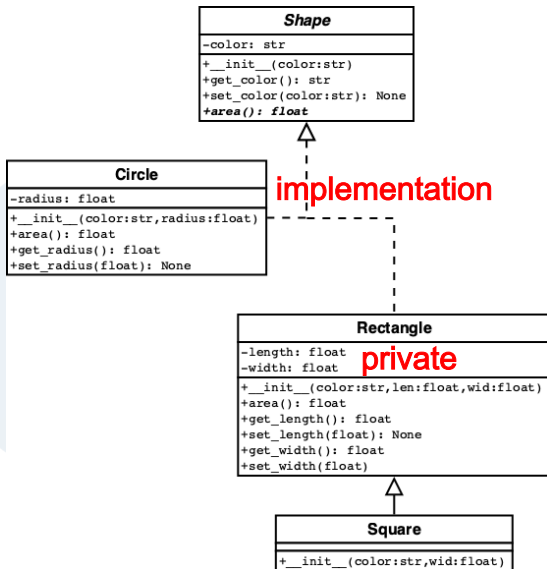 Shape
-color: str
+__init__(color:str)
+get_color(): str
+set_color(color:str): None
+area(): float
Circle
-radius: float
+__init__(color:str,radius:float)
+area(): float
+get_radius(): float
+set_radius(float): None
implementation
Rectangle
-length: float
-width: float
private
+__init__(color:str,len:float,wid:float)
+area(): float
+get_length(): float
+set_length(float): None
+get_width(): float
+set_width(float)
Square
+__init__(color:str,wid:float)